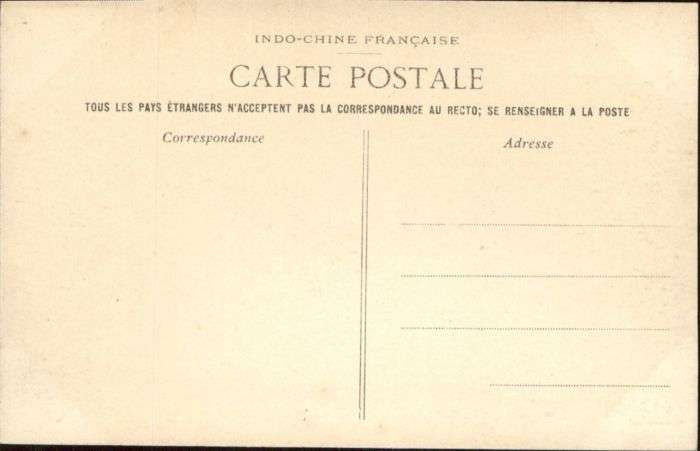 INDO-CHINE FRANÇAISE
CARTE POSTALE
TOUS LES PAYS ÉTRANGERS N'ACCEPTENT PAS LA CORRESPONDANCE AU RECTO; SE RENSEIGNER A LA POSTE
Correspondance
Adresse